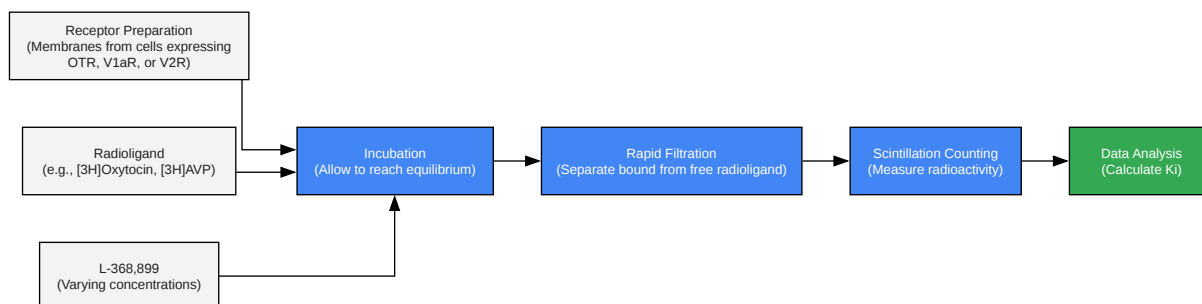 Receptor Preparation
(Membranes from cells expressing
OTR, V1aR, or V2R)
Radioligand
(e.g., [3H]Oxytocin, [3H]AVP)
L-368,899
(Varying concentrations)
Incubation
(Allow to reach equilibrium)
Rapid Filtration
(Separate bound from free radioligand)
Scintillation Counting
(Measure radioactivity)
Data Analysis
(Calculate Ki)